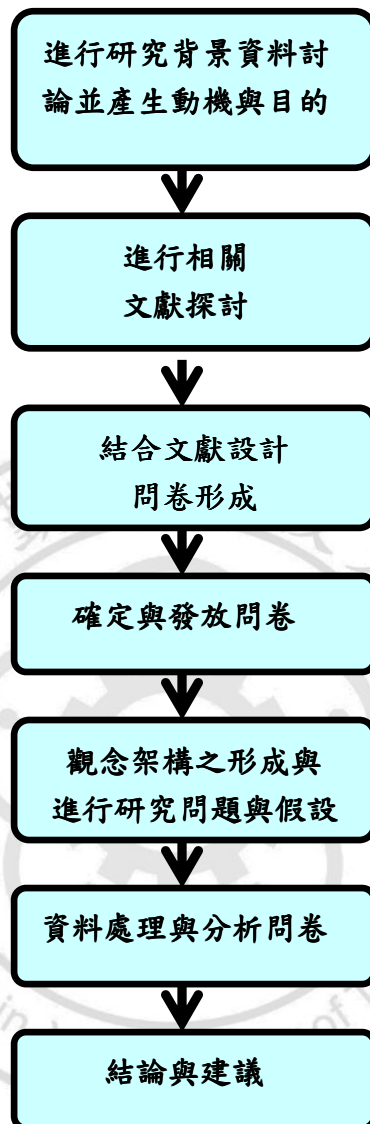 進行研究背景資料討
論並產生動機與目的
進行相關
文獻探討
結合文獻設計
問卷形成
確定與發放問卷
觀念架構之形成與
進行研究問題與假設
資料處理與分析問卷
結論與建議